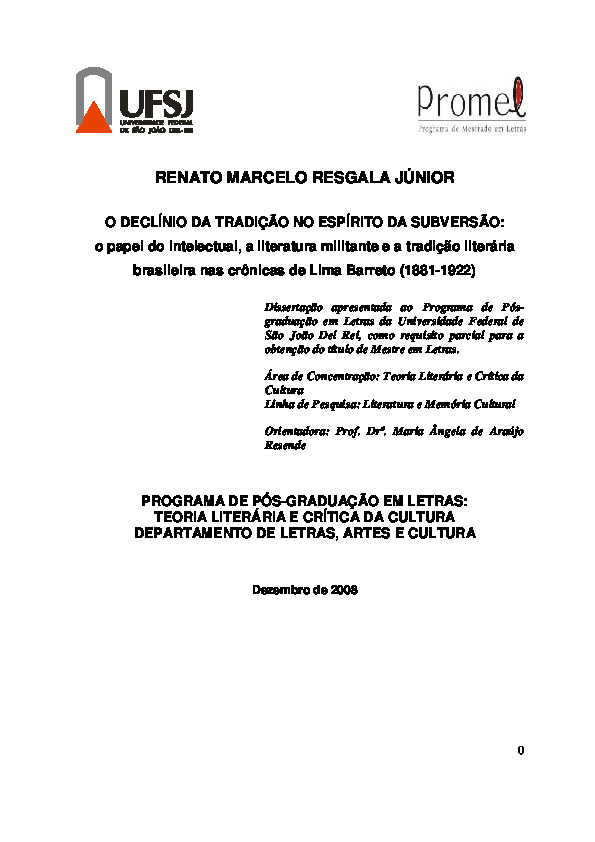 UFSJ
UNIVERSIDADE FEDERAL
DE SÃO JOÃO DEL-REI
Promel
Programa de Mestrado em Letras
RENATO MARCELO RESGALA JÚNIOR
O DECLÍNIO DA TRADIÇÃO NO ESPÍRITO DA SUBVERSÃO:
o papel do intelectual, a literatura militante e a tradição literária
brasileira nas crônicas de Lima Barreto (1881-1922)
Dissertação apresentada ao Programa de Pós-
graduação em Letras da Universidade Federal de
São João Del Rei, como requisito parcial para a
obtenção do título de Mestre em Letras.
Área de Concentração: Teoria Literária e Crítica da
Cultura
Linha de Pesquisa: Literatura e Memória Cultural
Orientadora: Prof. Drª. Maria Ângela de Araújo
Resende
PROGRAMA DE PÓS-GRADUAÇÃO EM LETRAS:
TEORIA LITERÁRIA E CRÍTICA DA CULTURA
DEPARTAMENTO DE LETRAS, ARTES E CULTURA
Dezembro de 2008
0